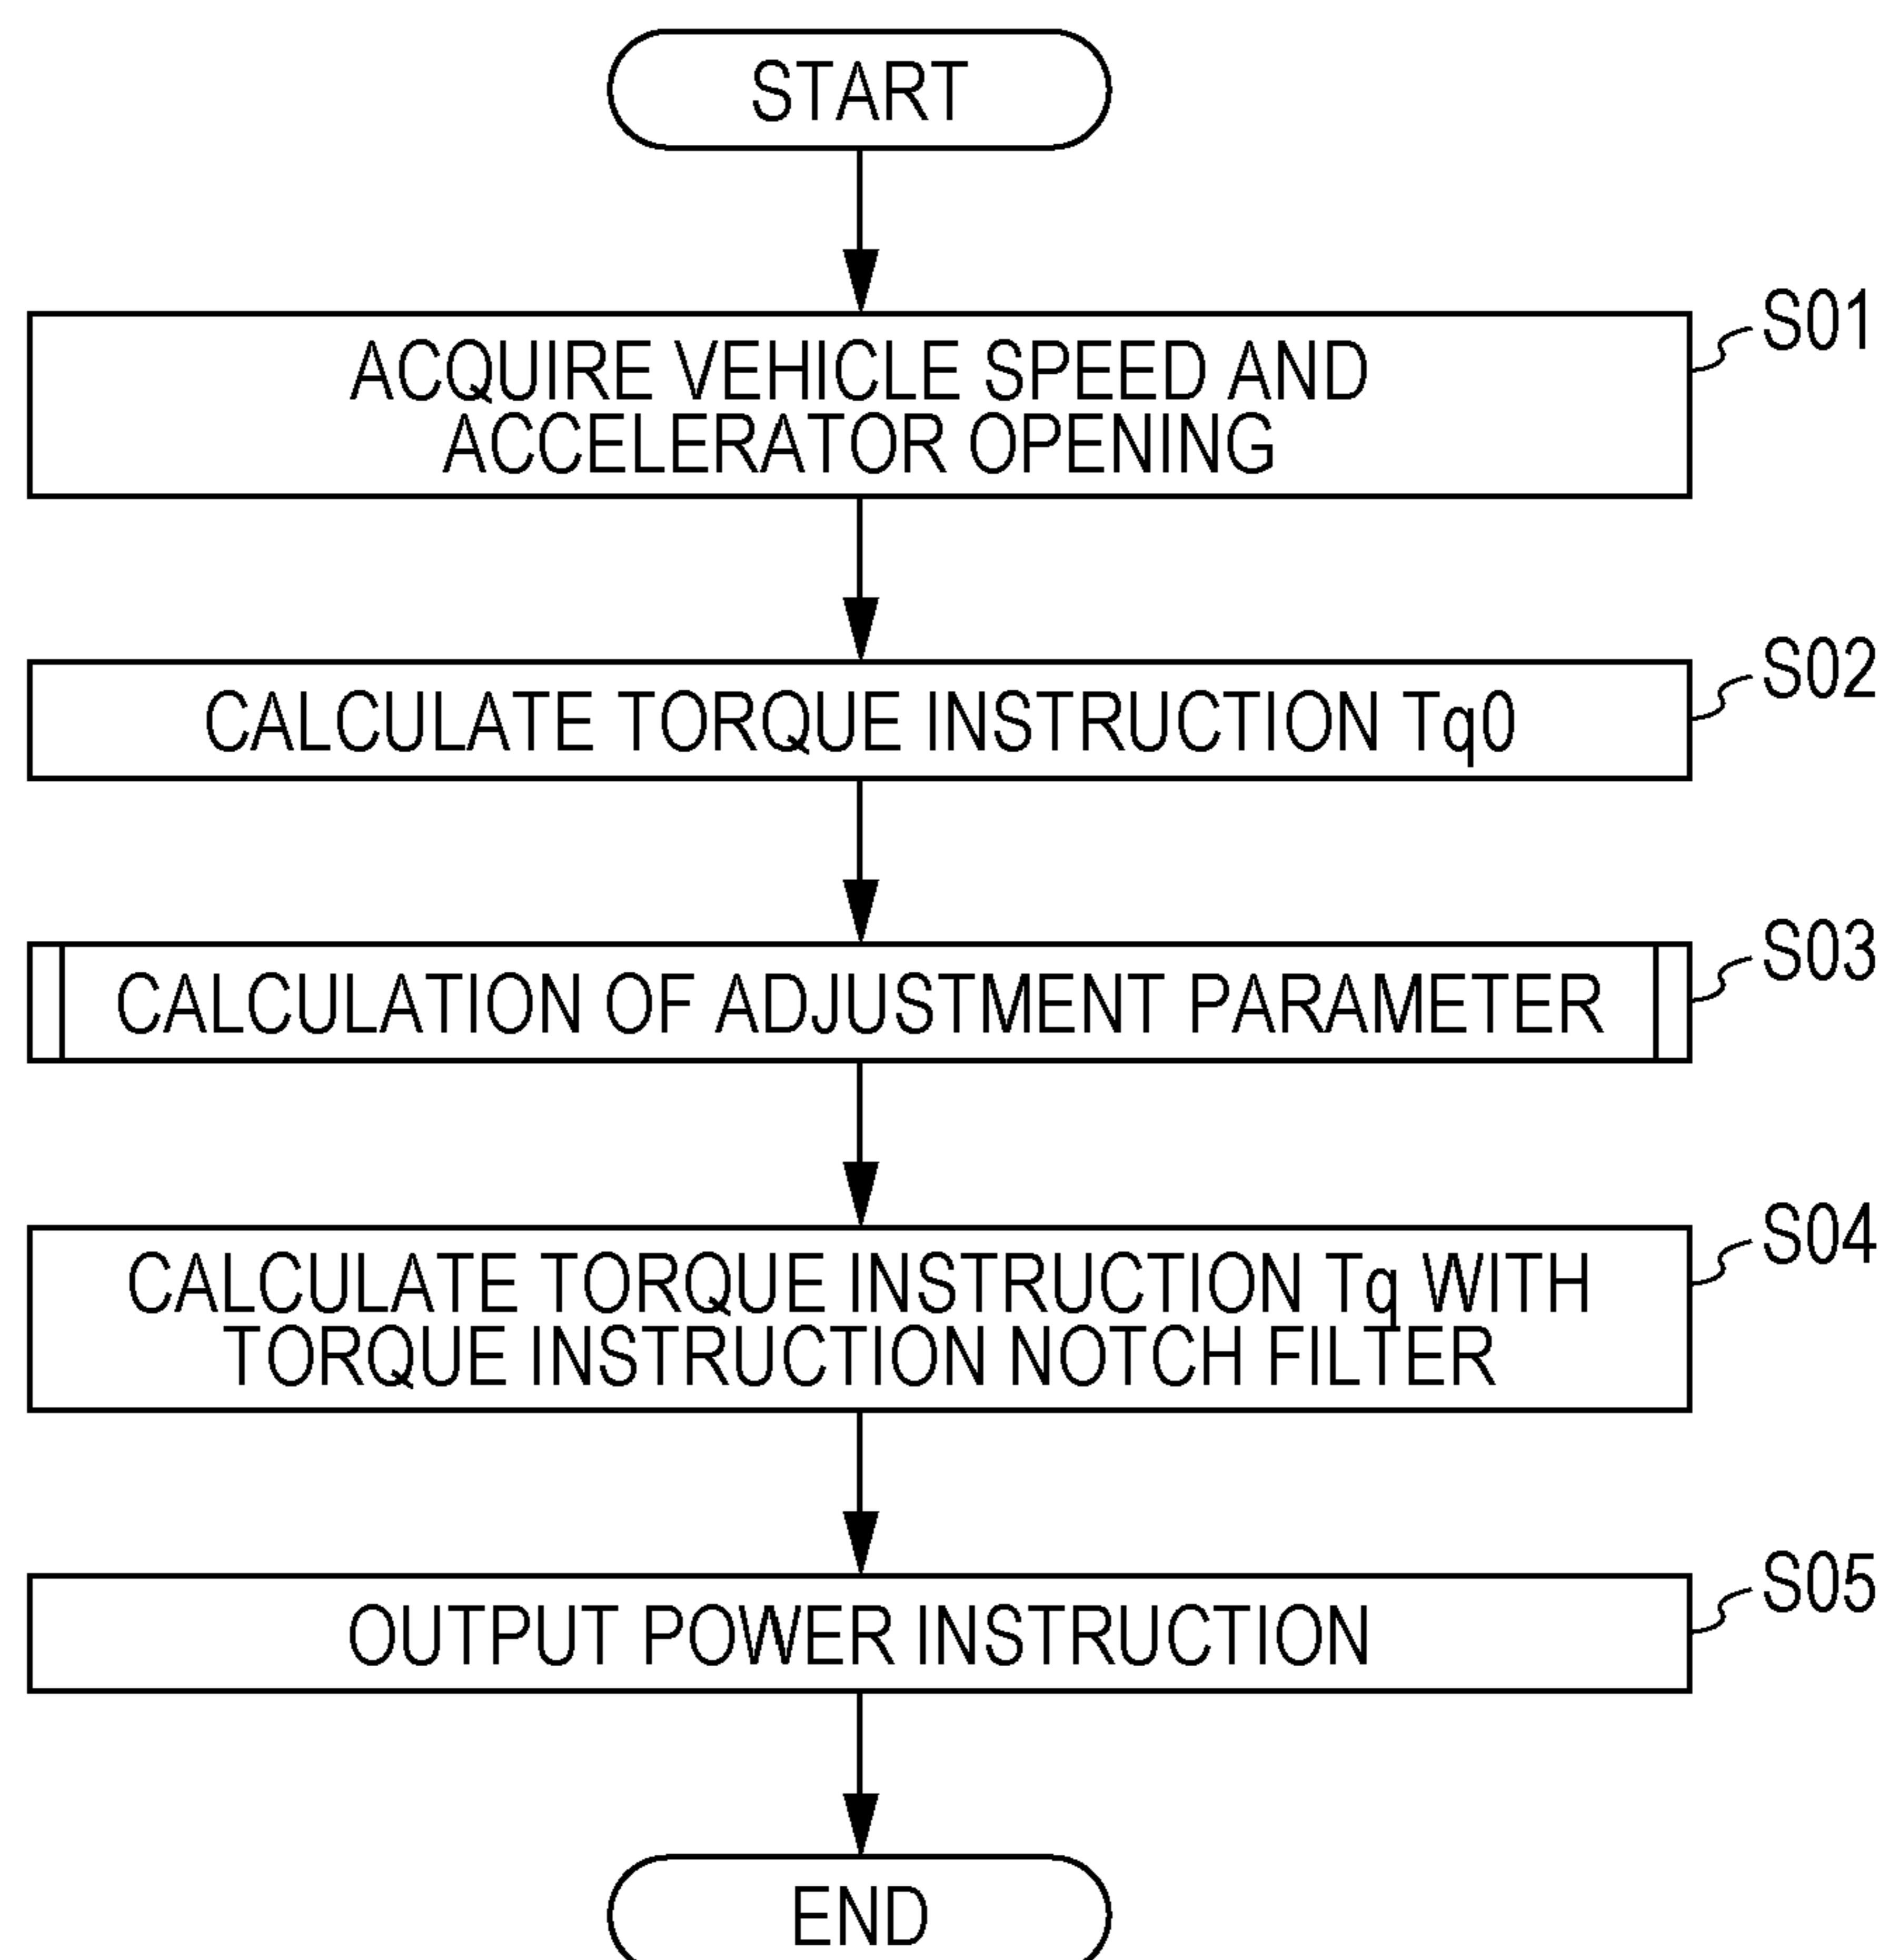 START
S01
ACQUIRE VEHICLE SPEED AND
ACCELERATOR OPENING
S02
CALCULATE TORQUE INSTRUCTION Tq0
S03
CALCULATION OF ADJUSTMENT PARAMETER
S04
CALCULATE TORQUE INSTRUCTION Tq WITH
TORQUE INSTRUCTION NOTCH FILTER
S05
OUTPUT POWER INSTRUCTION
END